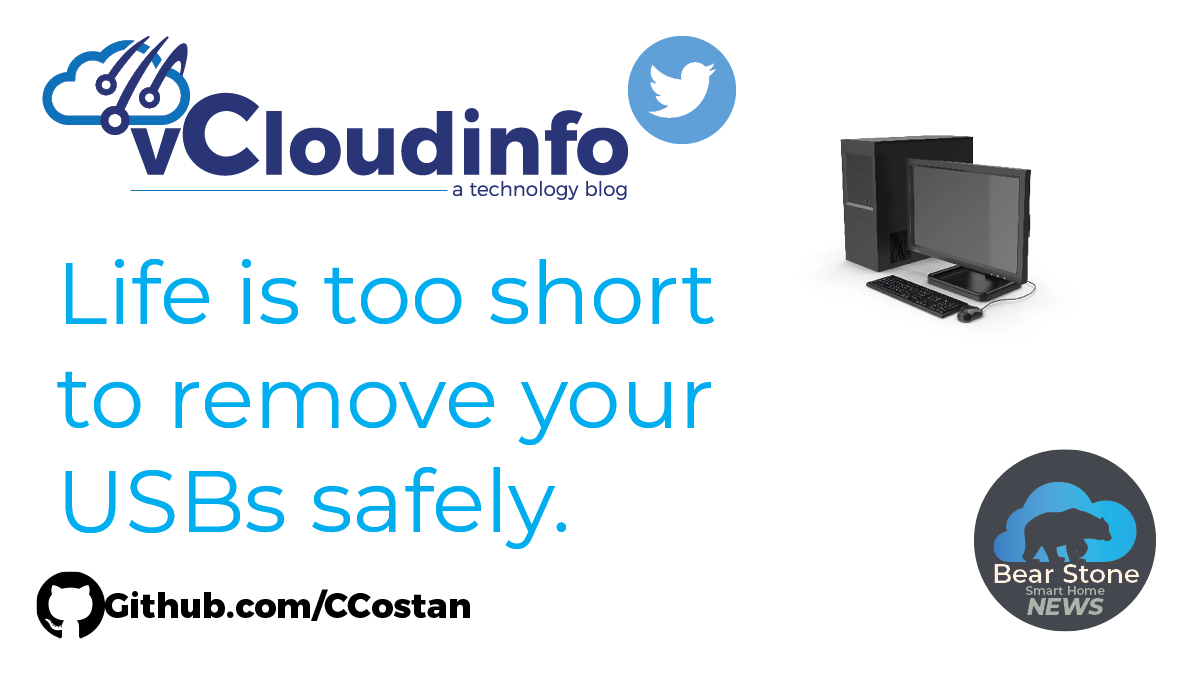 vCloudinfo
a technology blog
Life is too short
to remove your
USBs safely.
Github.com/CCostan
Bear Stone
Smart Home
NEWS